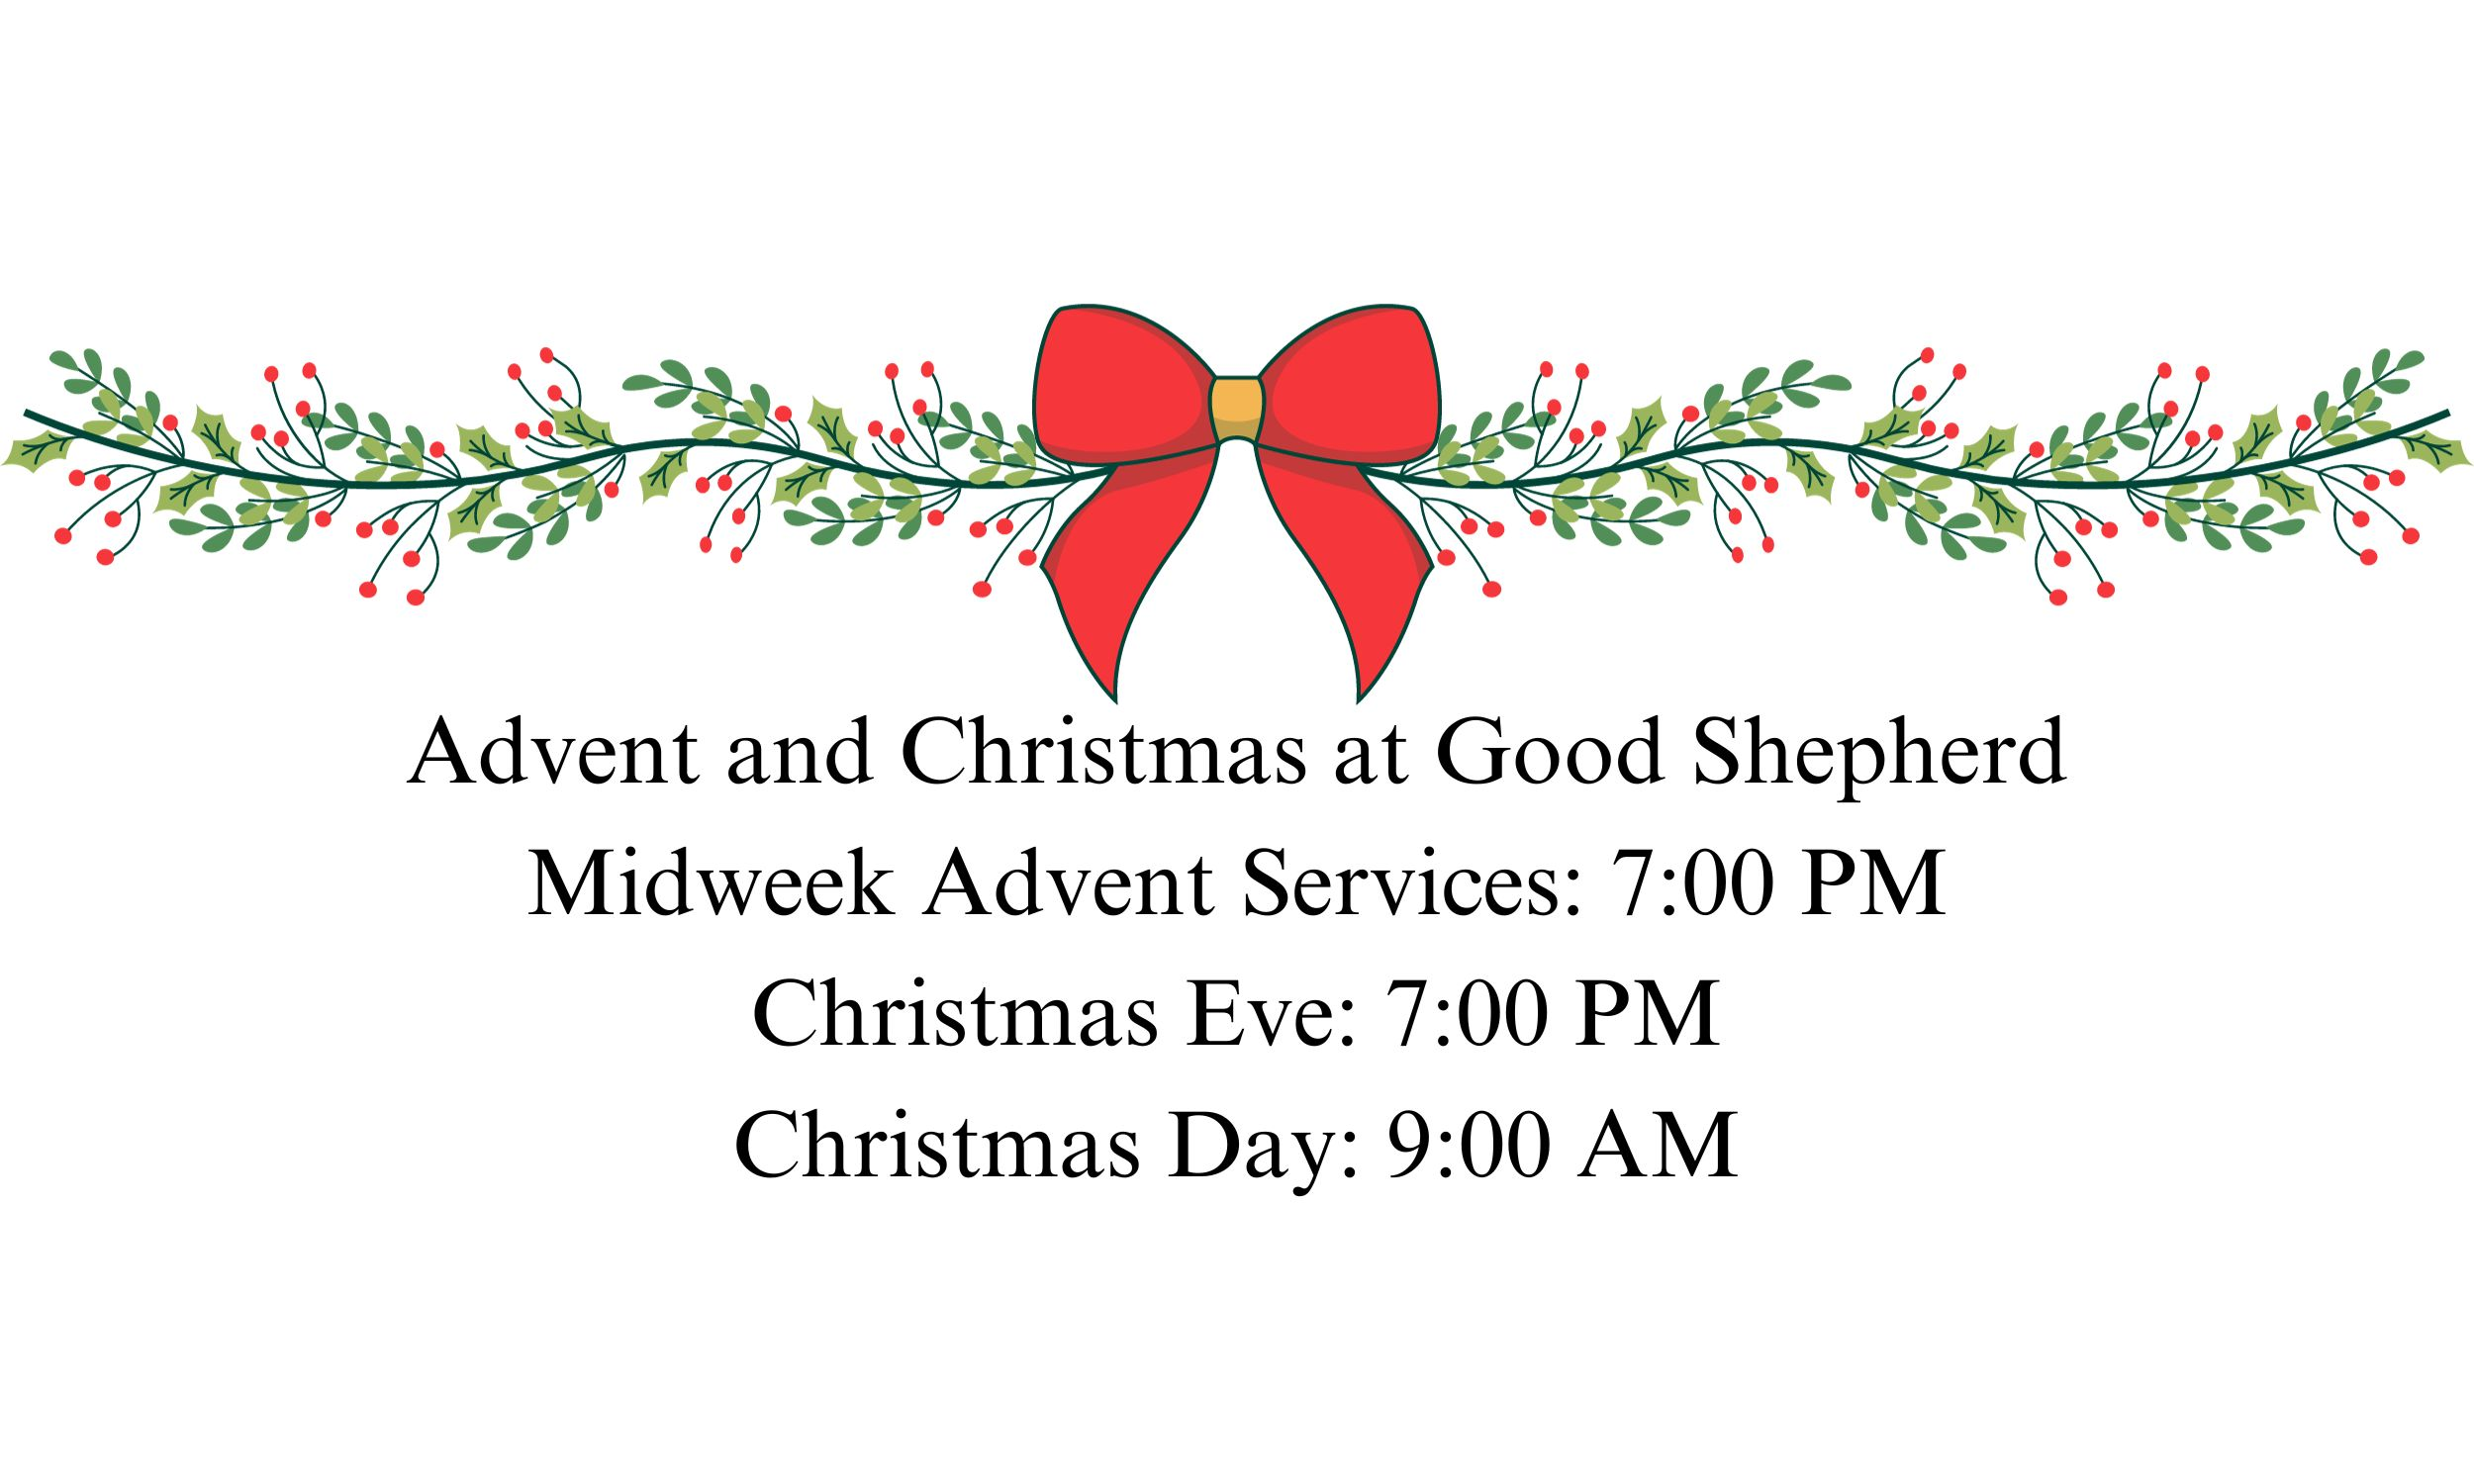 Advent and Christmas at Good Shepherd
Midweek Advent Services: 7:00 PM
Christmas Eve: 7:00 PM
Christmas Day: 9:00 AM